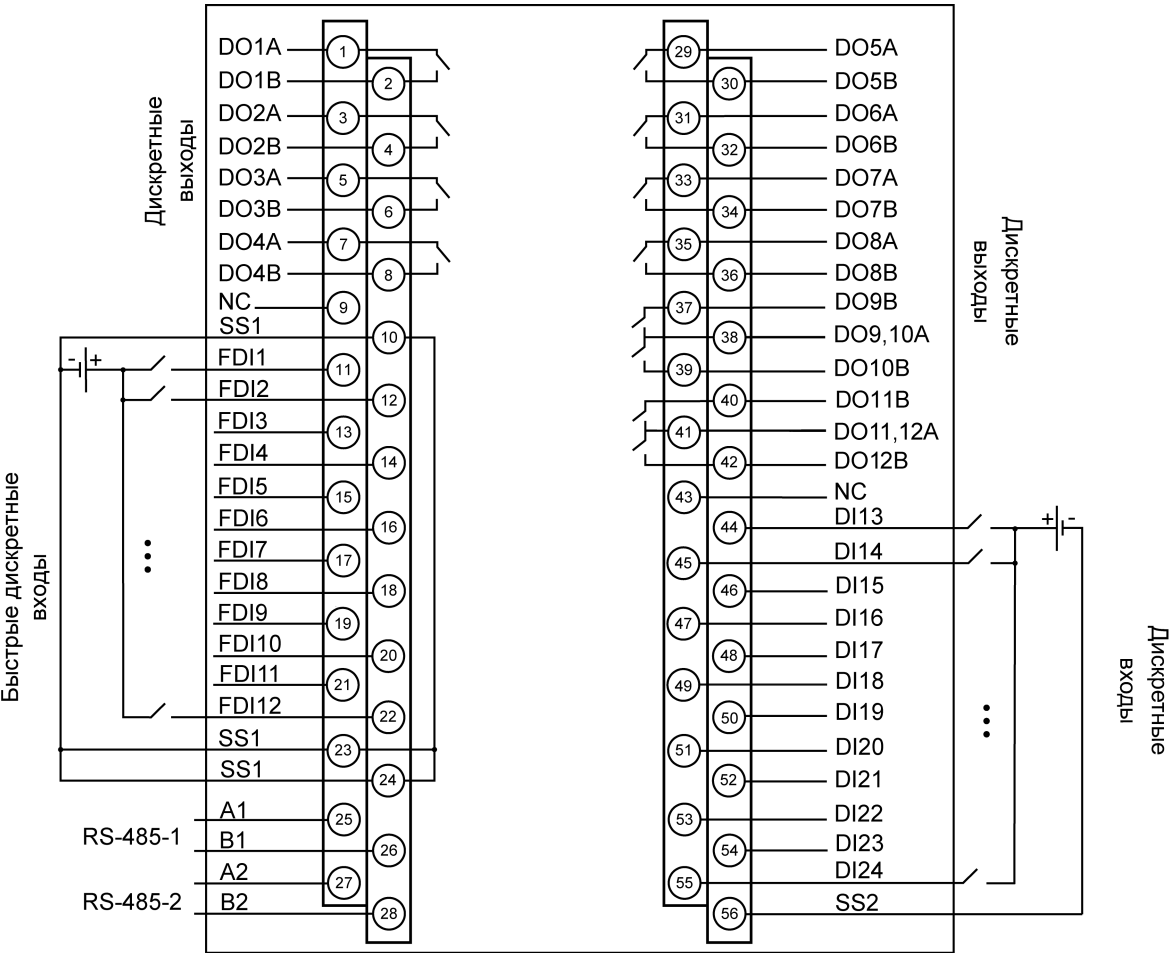 DO1A 1
DO1B 2
DO2A 3
DO2B 4
DO3A 5
DO3B 6
DO4A 7
DO4B 8
NC 9
SS1 10
- + FDI1 11
FDI2 12
FDI3 13
FDI4 14
FDI5 15
FDI6 16
FDI7 17
FDI8 18
FDI9 19
FDI10 20
FDI11 21
FDI12 22
SS1 23
SS1 24
A1 25
B1 26
A2 27
B2 28
Дискретные
выходы
Быстрые дискретные
входы
RS-485-1
RS-485-2
29 DO5A
30 DO5B
31 DO6A
32 DO6B
33 DO7A
34 DO7B
35 DO8A
36 DO8B
37 DO9B
38 DO9,10A
39 DO10B
40 DO11B
41 DO11,12A
42 DO12B
43 NC
44 DI13 + -
45 DI14
46 DI15
47 DI16
48 DI17
49 DI18
50 DI19
51 DI20
52 DI21
53 DI22
54 DI23
55 DI24
56 SS2
Дискретные
выходы
Дискретные
входы